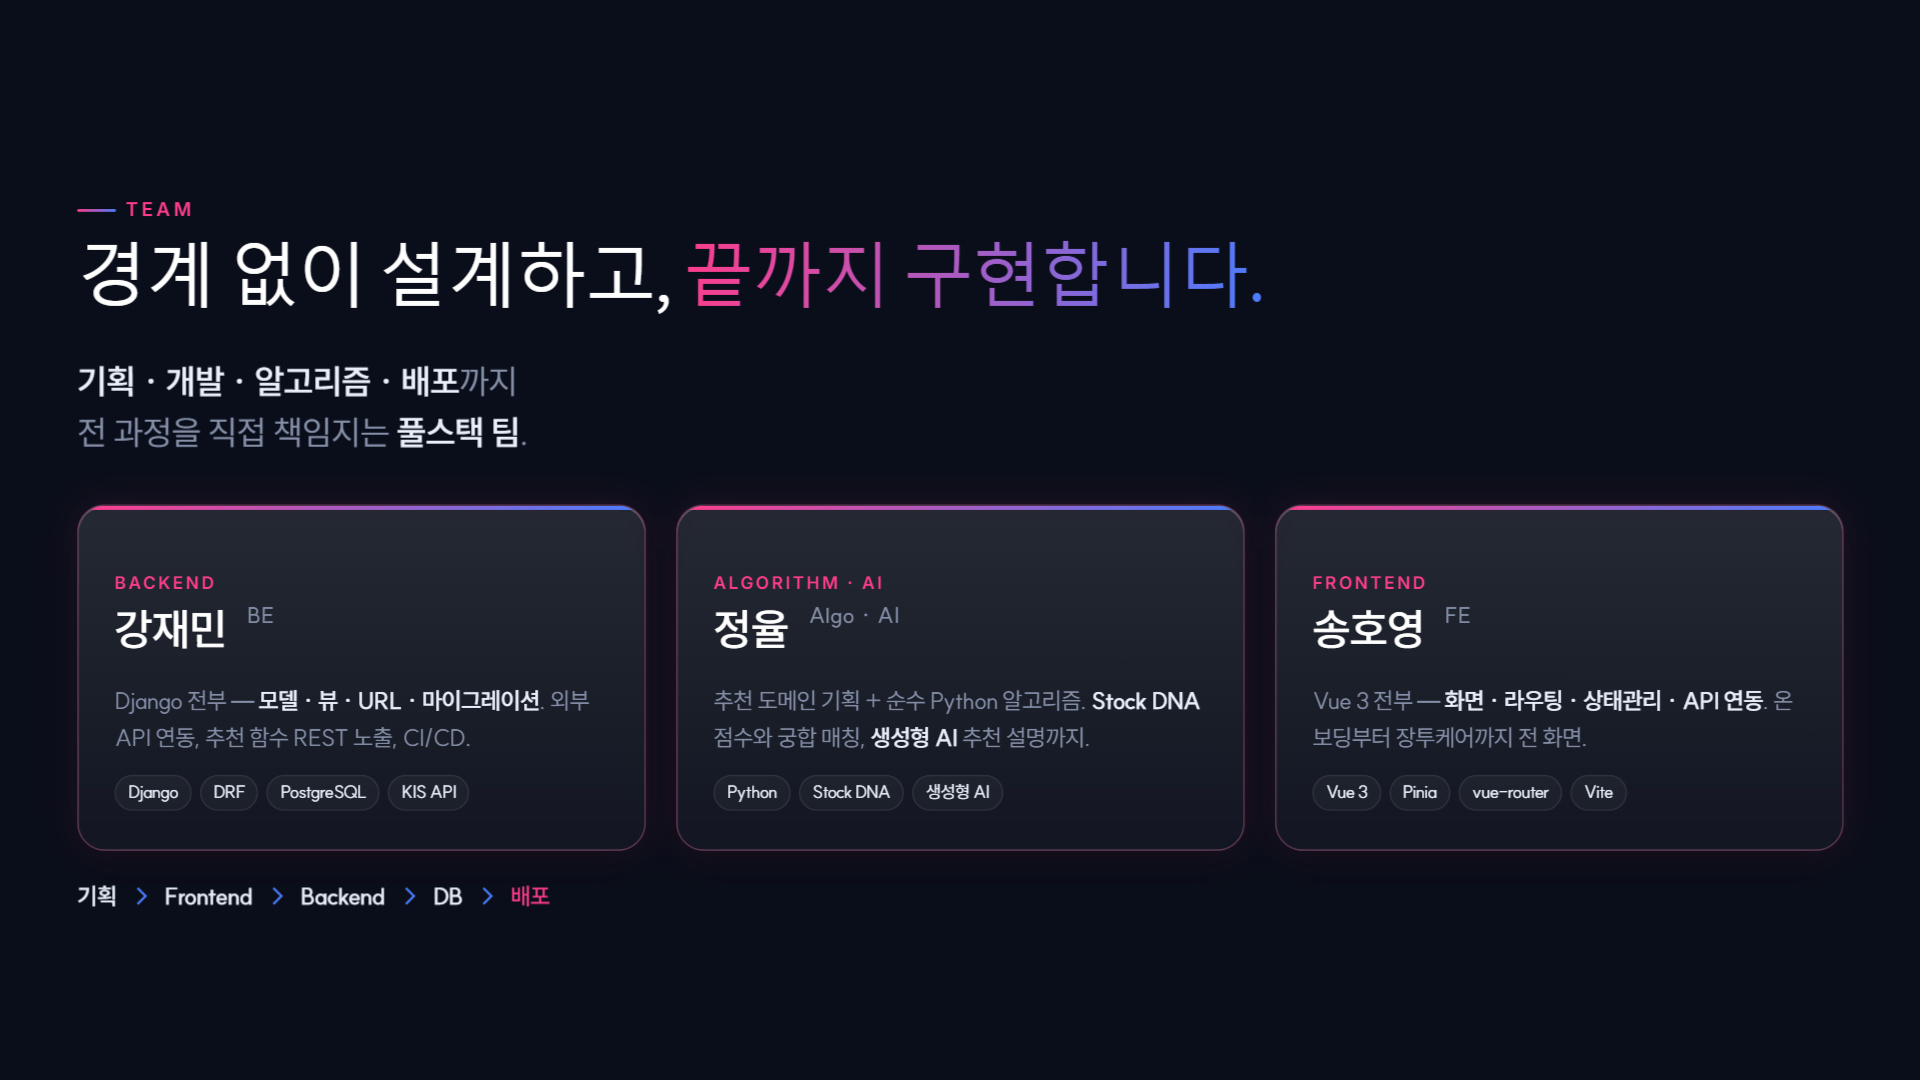 TEAM
경계 없이 설계하고, 끝까지 구현합니다.
기획 · 개발 · 알고리즘 · 배포까지
전 과정을 직접 책임지는 풀스택 팀.
BACKEND
강재민 BE
Django 전부 — 모델 · 뷰 · URL · 마이그레이션. 외부
API 연동, 추천 함수 REST 노출, CI/CD.
Django DRF PostgreSQL KIS API
ALGORITHM · AI
정율 Algo · AI
추천 도메인 기획 + 순수 Python 알고리즘. Stock DNA
점수와 궁합 매칭, 생성형 AI 추천 설명까지.
Python Stock DNA 생성형 AI
FRONTEND
송호영 FE
Vue 3 전부 — 화면 · 라우팅 · 상태관리 · API 연동. 온
보딩부터 장투케어까지 전 화면.
Vue 3 Pinia vue-router Vite
기획 > Frontend > Backend > DB > 배포